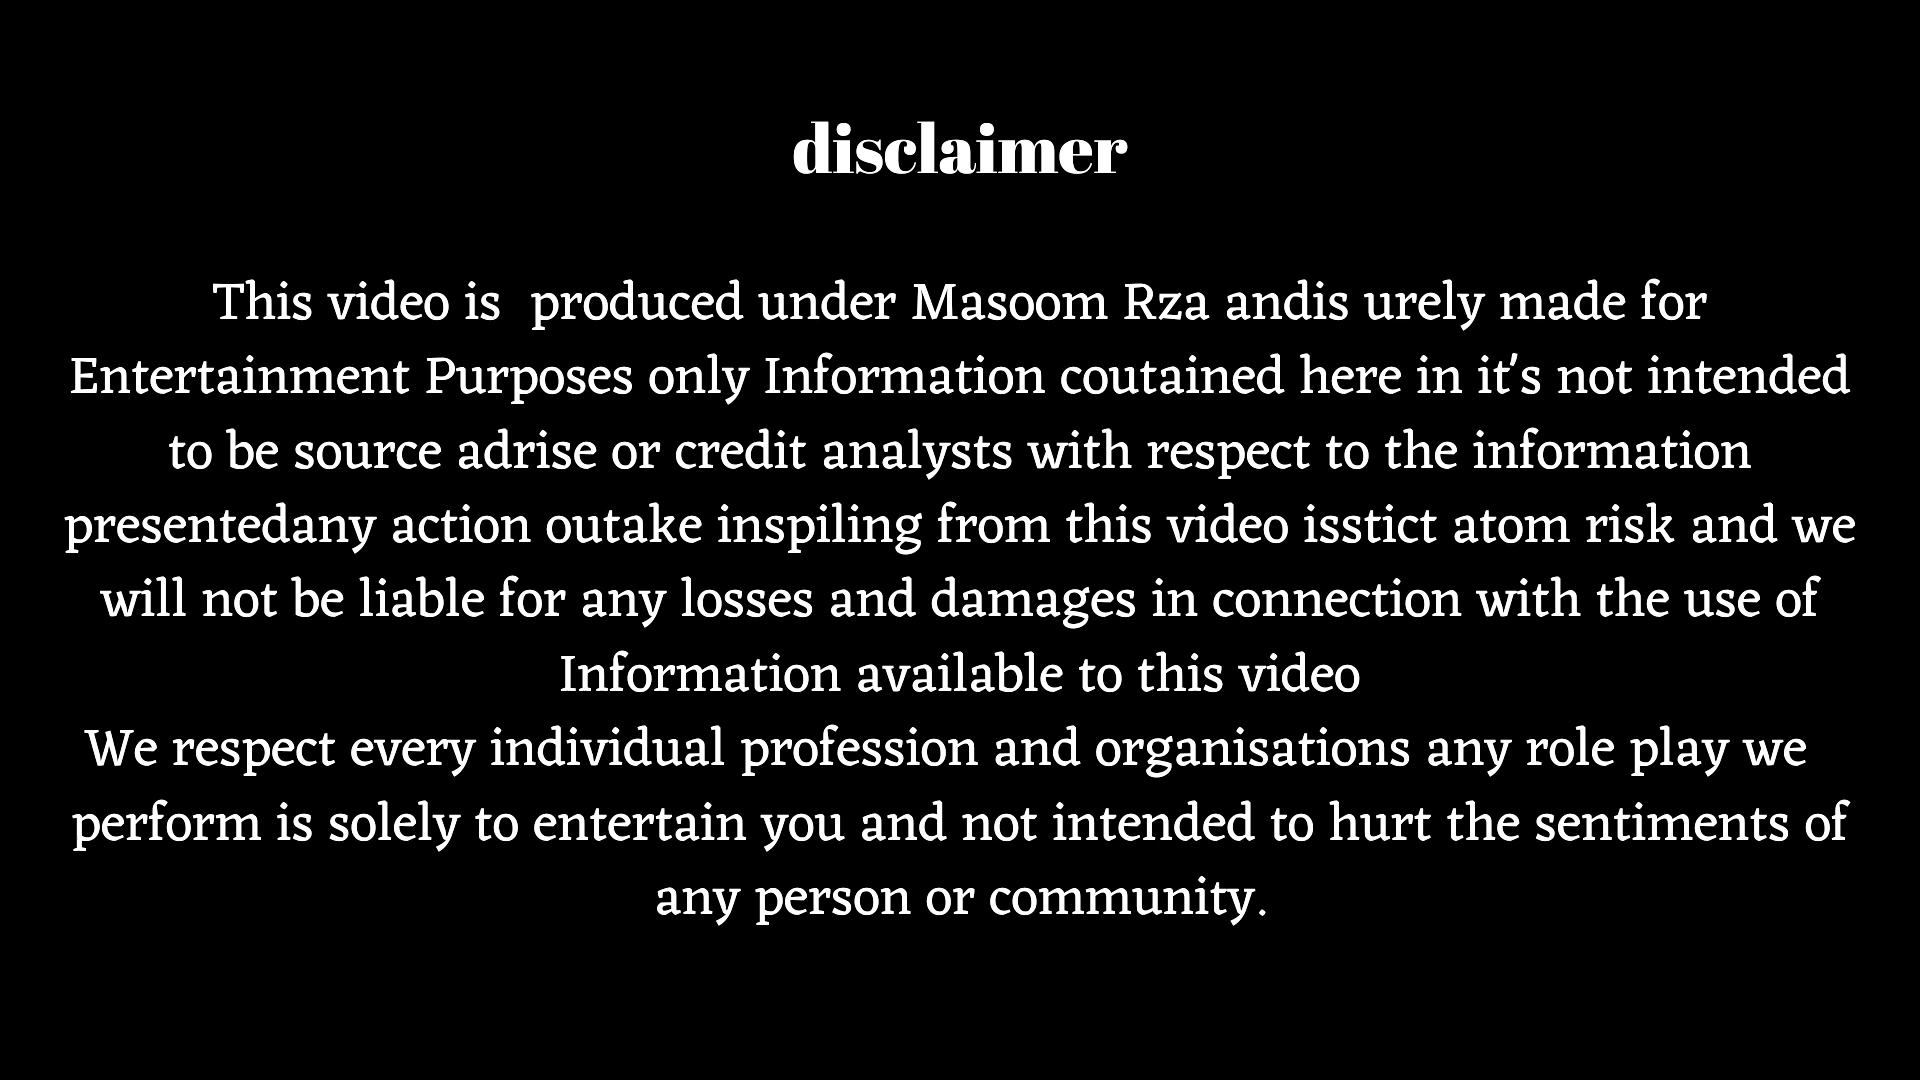 disclaimer
This video is  produced under Masoom Rza andis urely made for
Entertainment Purposes only Information coutained here in it's not intended
to be source adrise or credit analysts with respect to the information
presentedany action outake inspiling from this video isstict atom risk and we
will not be liable for any losses and damages in connection with the use of
Information available to this video
We respect every individual profession and organisations any role play we
perform is solely to entertain you and not intended to hurt the sentiments of
any person or community.